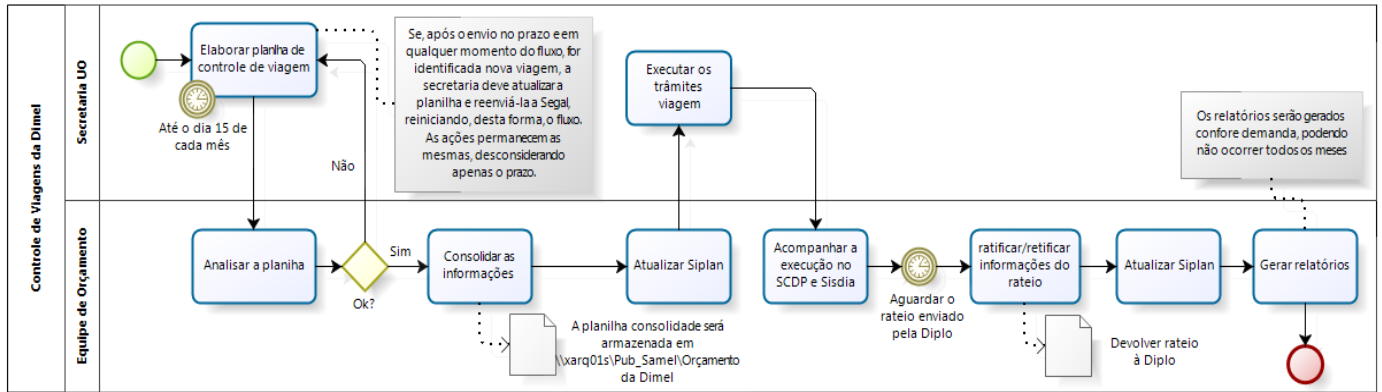 Controle de Viagens da Dimel
Secretaria UO
Elaborar planlha de
controle de viagem
Até o dia 15 de
cada mês
Se, após o envio no prazo e em
qualquer momento do fluxo, for
identificada nova viagem, a
secretaria deve atualizar a
planilha e reenviá-la a Segal,
reiniciando, desta forma, o fluxo.
As ações permanecem as
mesmas, desconsiderando
apenas o prazo.
Executar os
trâmites
viagem
Os relatórios serão gerados
confore demanda, podendo
não ocorrer todos os meses
Não
Equipe de Orçamento
Analisar a planiha
Ok?
Sim
Consolidar as
informações
A planilha consolidade será
armazenada em
\\xarq01s\Pub_Samel\Orçamento
da Dimel
Atualizar Siplan
Acompanhar a
execução no
SCDP e Sisdia
Aguardar o
rateio enviado
pela Diplo
ratificar/retificar
informações do
rateio
Devolver rateio
à Diplo
Atualizar Siplan
Gerar relatórios